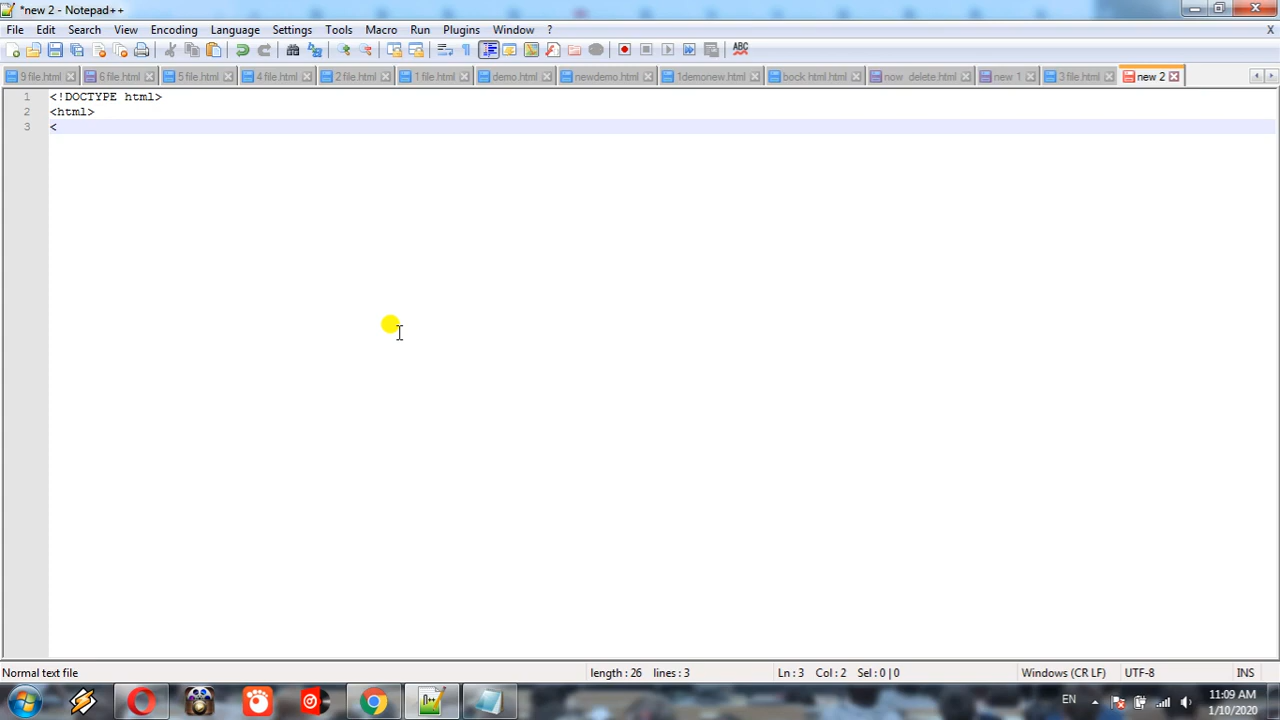 *new 2 - Notepad++
File Edit Search View Encoding Language Settings Tools Macro Run Plugins Window ? X
9 file.html 6 file.html 5 file.html 4 file.html 2 file.html 1 file.html demo.html newdemo html 1demonew.html bock html.html now delete.html new 1 3 file.html new 2
1 <!DOCTYPE html>
2 <html>
3 <
Normal text file length : 26 lines : 3 Ln : 3 Col : 2 Sel : 0 | 0 Windows (CR LF) UTF-8 INS
EN 11:09 AM
1/10/2020